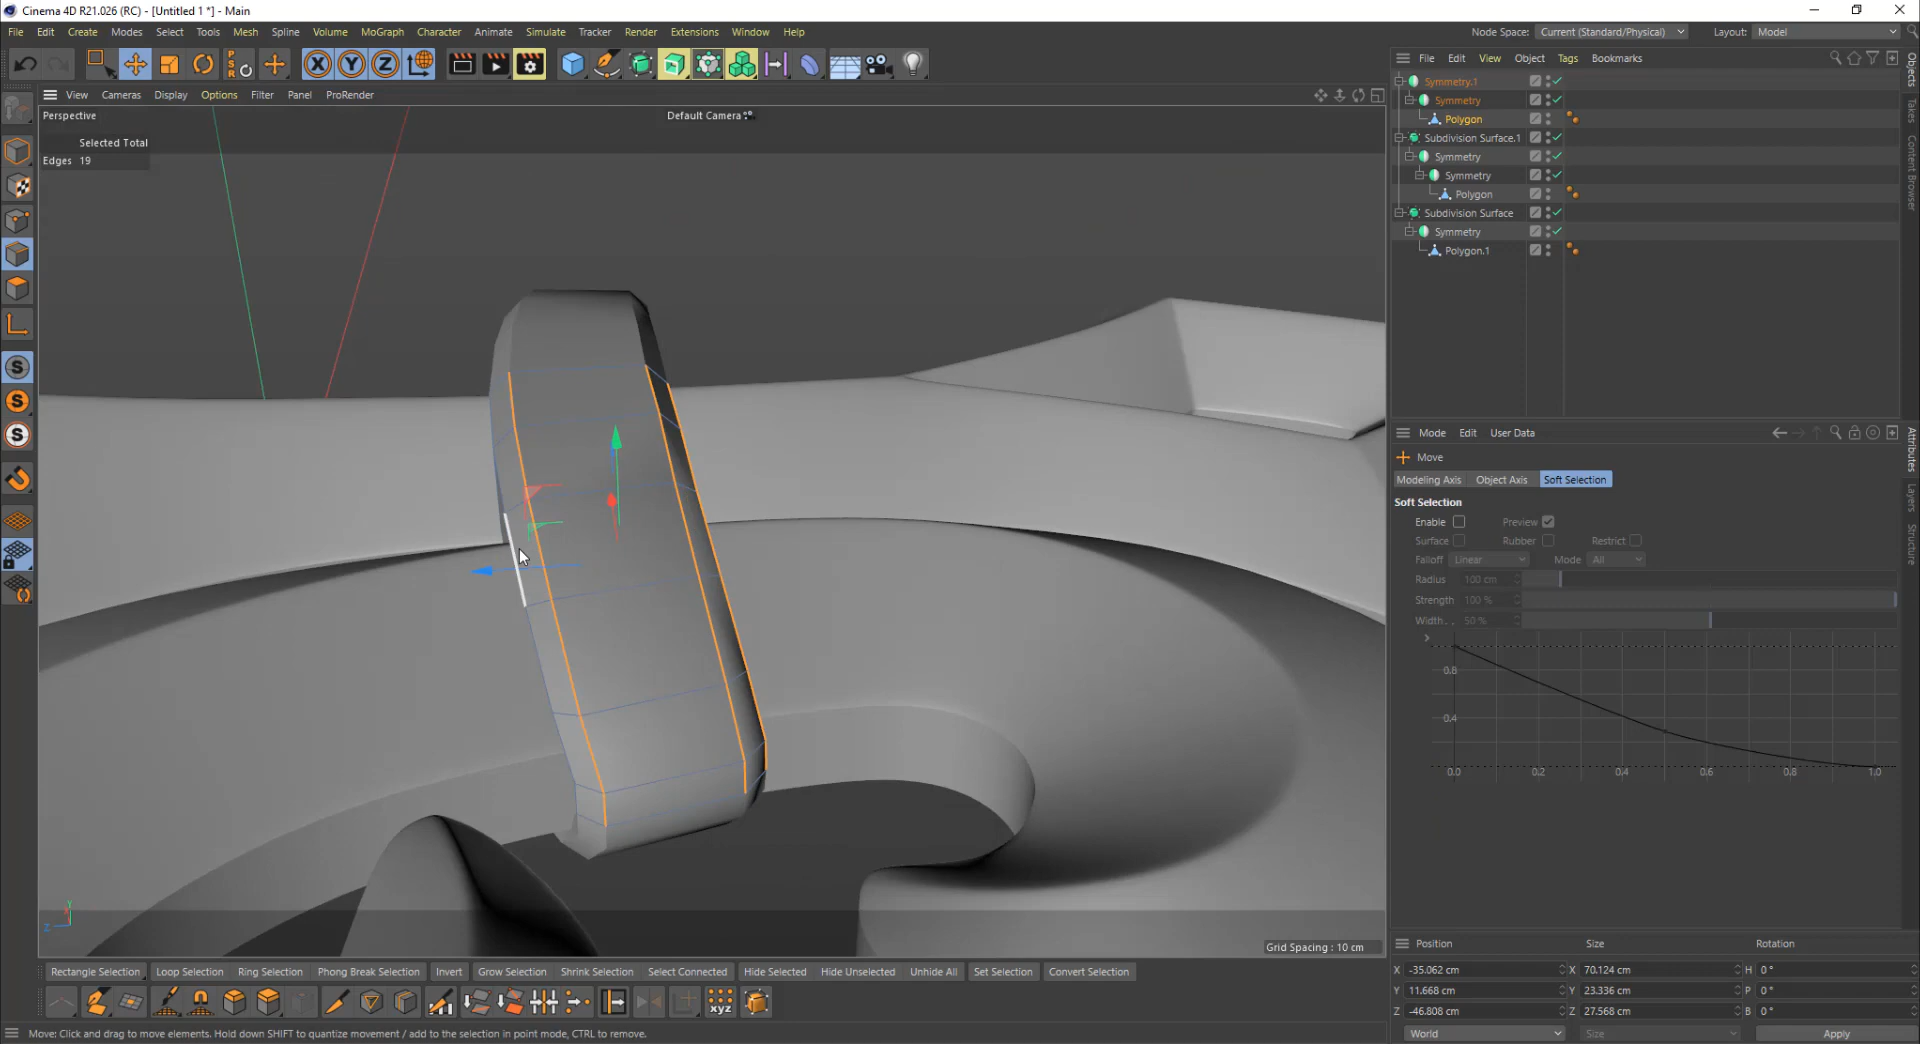 Cinema 4D R21.026 (RC) - [Untitled 1 *] - Main
File Edit Create Modes Select Tools Mesh Spline Volume MoGraph Character Animate Simulate Tracker Render Extensions Window Help
Node Space: Current (Standard/Physical) Layout: Model
View Cameras Display Options Filter Panel ProRender
Perspective
Default Camera
Selected Total
Edges 19
Grid Spacing : 10 cm
File Edit View Object Tags Bookmarks
Symmetry.1
Symmetry
Polygon
Subdivision Surface.1
Symmetry
Symmetry
Polygon
Subdivision Surface
Symmetry
Polygon.1
Objects
Takes
Content Browser
Mode Edit User Data
Move
Modeling Axis Object Axis Soft Selection
Soft Selection
Enable Preview
Surface Rubber Restrict
Falloff Linear Mode All
Radius 100 cm
Strength 100 %
Width. . 50 %
0.8
0.4
0.0 0.2 0.4 0.6 0.8 1.0
Attributes
Layers
Structure
Position Size Rotation
X -35.062 cm X 70.124 cm H 0 °
Y 11.668 cm Y 23.336 cm P 0 °
Z -46.808 cm Z 27.568 cm B 0 °
World Size Apply
Rectangle Selection Loop Selection Ring Selection Phong Break Selection Invert Grow Selection Shrink Selection Select Connected Hide Selected Hide Unselected Unhide All Set Selection Convert Selection
Move: Click and drag to move elements. Hold down SHIFT to quantize movement / add to the selection in point mode, CTRL to remove.